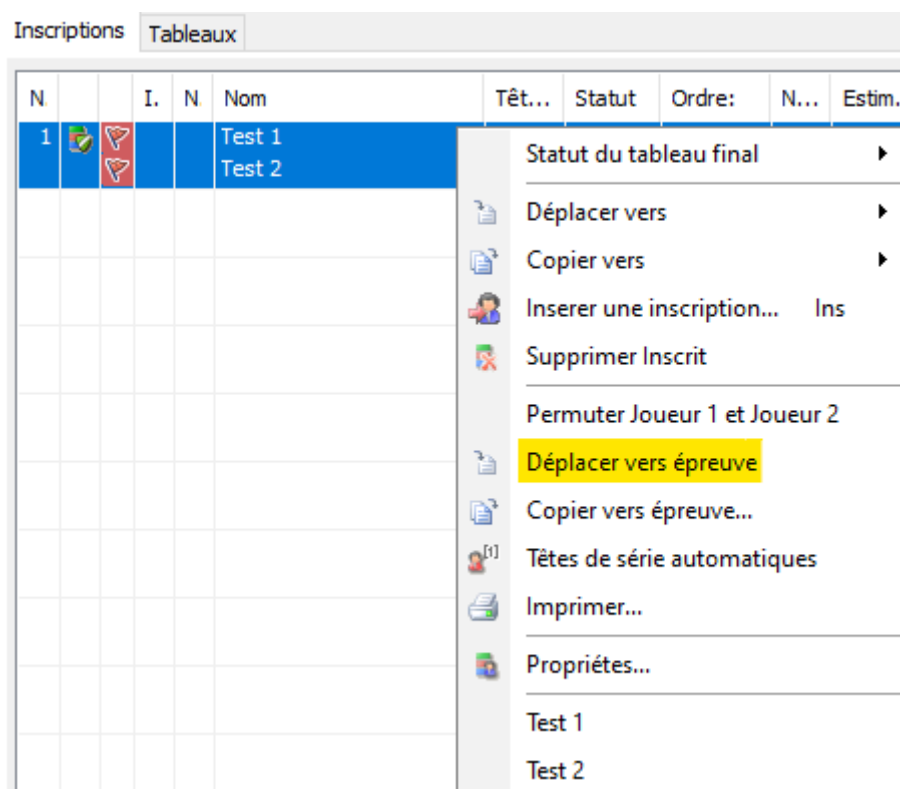 Inscriptions Tableaux
N. I. N. Nom Têt... Statut Ordre: N... Estim.
1 Test 1
Test 2
Statut du tableau final
Déplacer vers
Copier vers
Inserer une inscription... Ins
Supprimer Inscrit
Permuter Joueur 1 et Joueur 2
Déplacer vers épreuve
Copier vers épreuve...
[1] Têtes de série automatiques
Imprimer...
Propriétes...
Test 1
Test 2